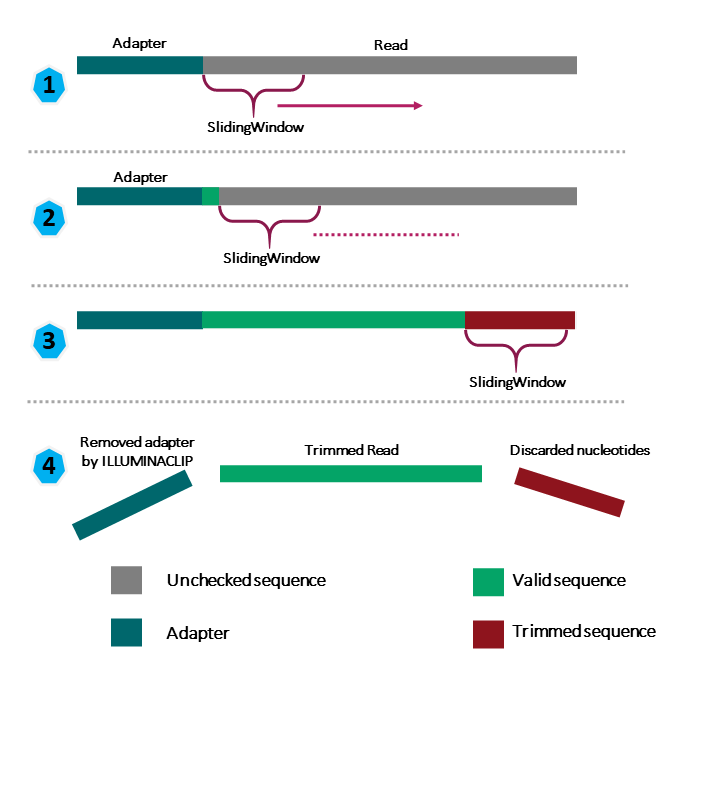 Adapter
Read
1
SlidingWindow
Adapter
2
SlidingWindow
3
SlidingWindow
4
Removed adapter
by ILLUMINACLIP
Trimmed Read
Discarded nucleotides
Unchecked sequence
Valid sequence
Adapter
Trimmed sequence